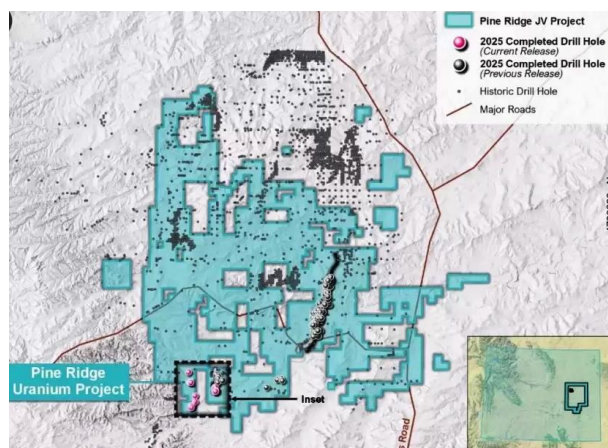 Pine Ridge JV Project
2025 Completed Drill Hole
(Current Release)
2025 Completed Drill Hole
(Previous Release)
Historic Drill Hole
Major Roads
Pine Ridge
Uranium Project
Inset
Road